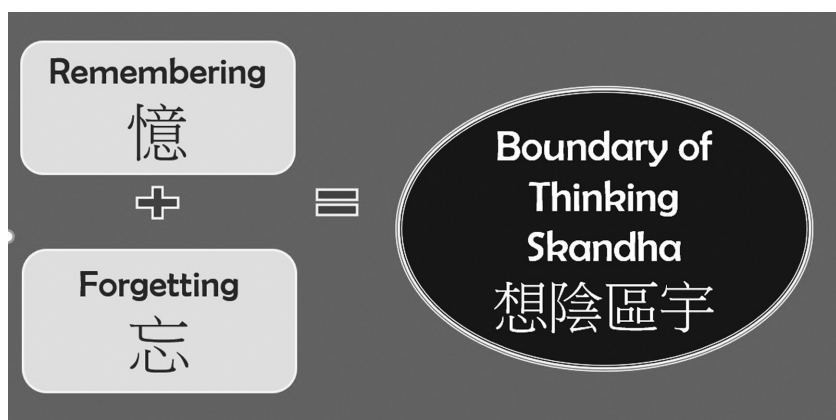 Remembering
憶
Forgetting
忘
Boundary of
Thinking
Skandha
想陰區宇